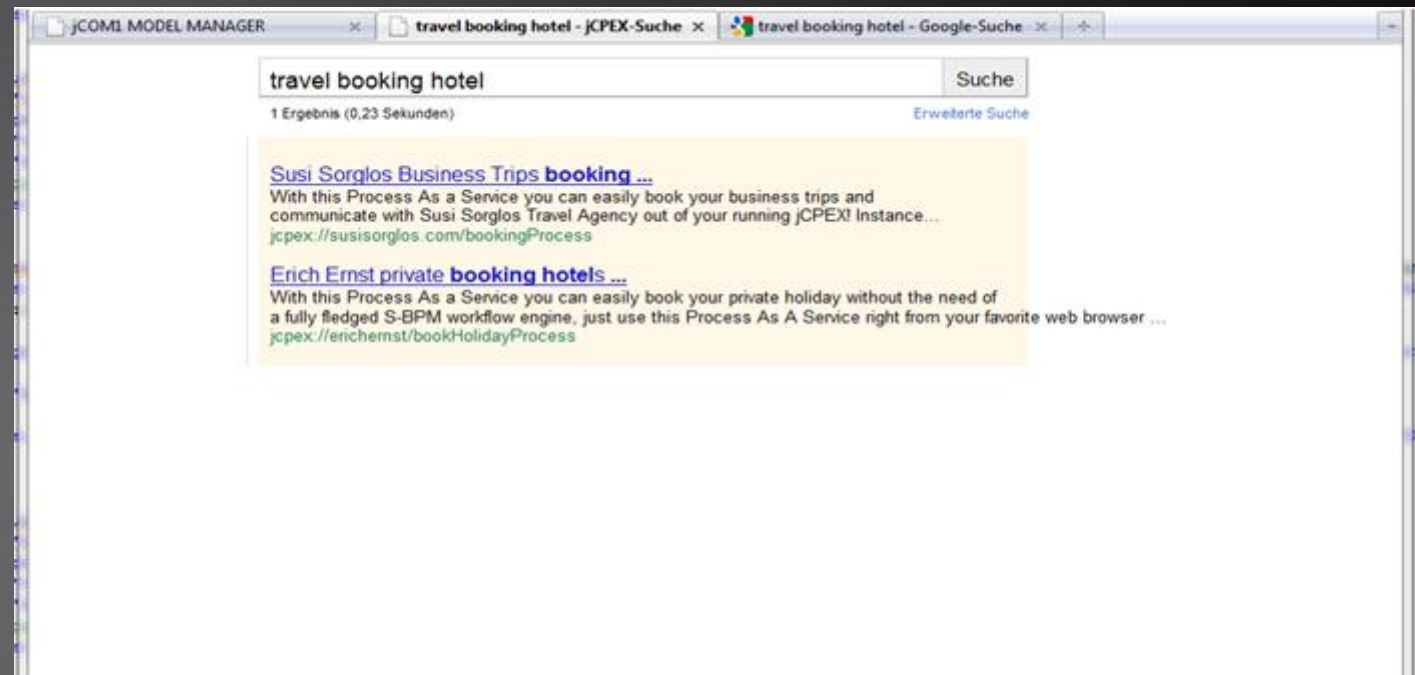 jCOM1 MODEL MANAGER
travel booking hotel - jCPEX-Suche
travel booking hotel - Google-Suche
travel booking hotel
Suche
1 Ergebnis (0,23 Sekunden)
Erweiterte Suche
Susi Sorglos Business Trips booking ...
With this Process As a Service you can easily book your business trips and
communicate with Susi Sorglos Travel Agency out of your running jCPEX! Instance...
jcpex://susisorglos.com/bookingProcess
Erich Ernst private booking hotels ...
With this Process As a Service you can easily book your private holiday without the need of
a fully fledged S-BPM workflow engine, just use this Process As A Service right from your favorite web browser ...
jcpex://erichernst/bookHolidayProcess